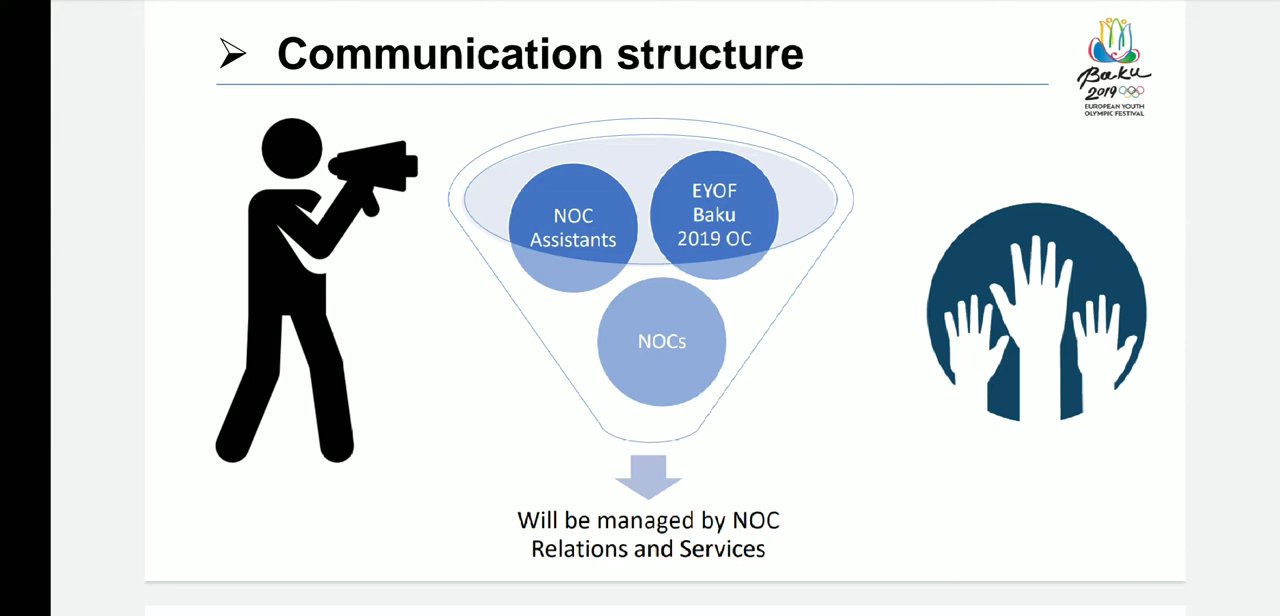 Communication structure
Baku
2019
EUROPEAN YOUTH
OLYMPIC FESTIVAL
NOC
Assistants
EYOF
Baku
2019 OC
NOCs
Will be managed by NOC
Relations and Services